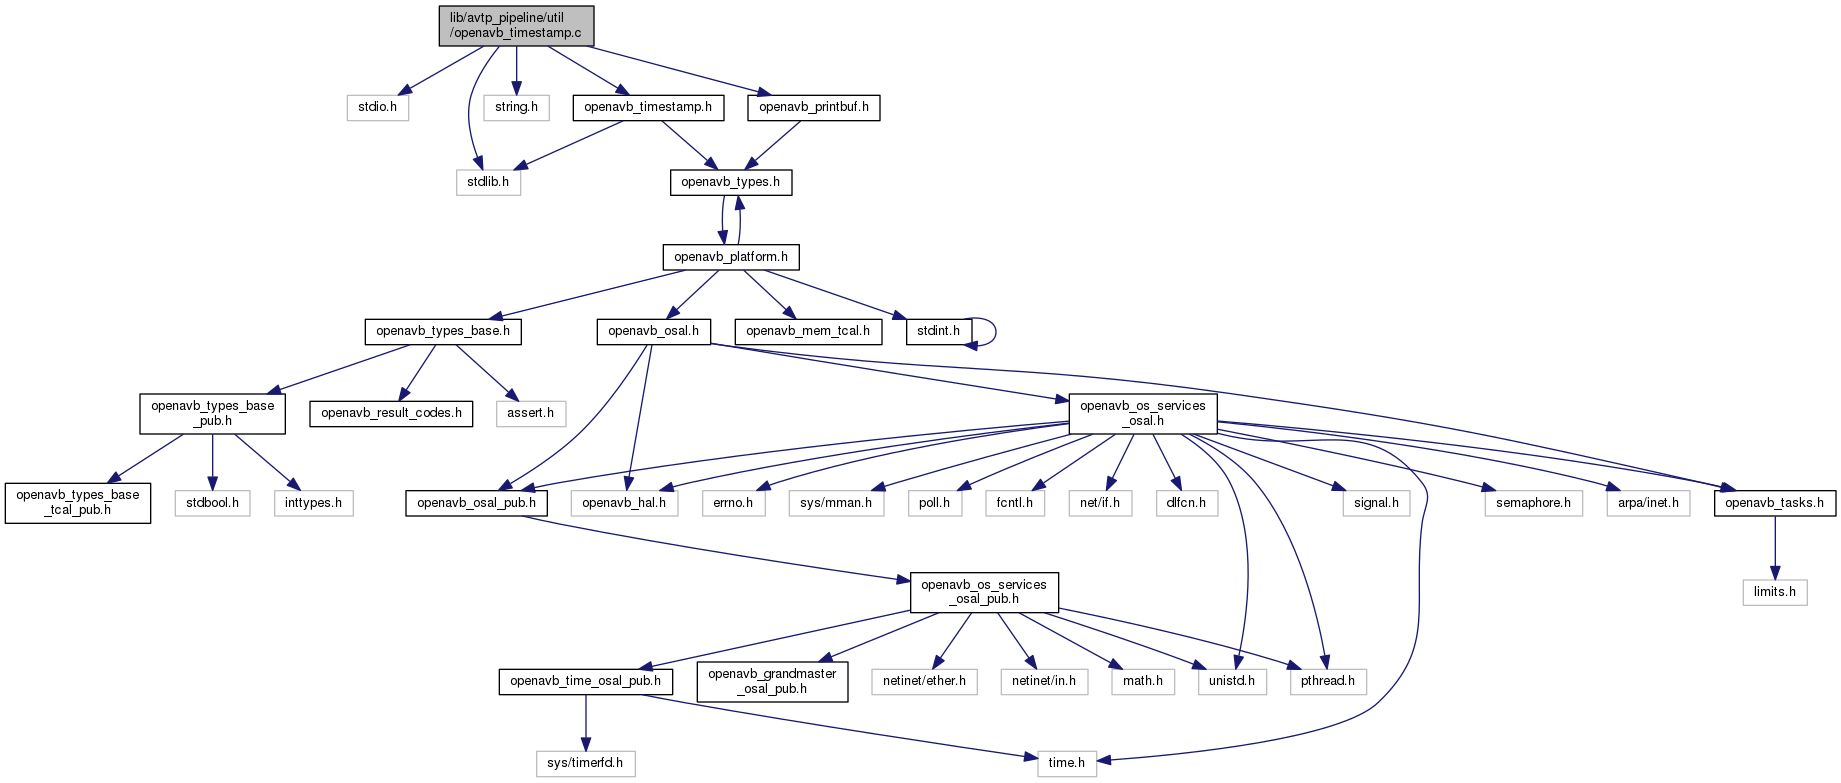 lib/avtp_pipeline/util
/openavb_timestamp.c
stdio.h
string.h
openavb_timestamp.h
openavb_printbuf.h
stdlib.h
openavb_types.h
openavb_platform.h
openavb_types_base.h
openavb_osal.h
openavb_mem_tcal.h
stdint.h
openavb_types_base
_pub.h
openavb_result_codes.h
assert.h
openavb_os_services
_osal.h
openavb_types_base
_tcal_pub.h
stdbool.h
inttypes.h
openavb_osal_pub.h
openavb_hal.h
errno.h
sys/mman.h
poll.h
fcntl.h
net/if.h
dlfcn.h
signal.h
semaphore.h
arpa/inet.h
openavb_tasks.h
openavb_os_services
_osal_pub.h
limits.h
openavb_time_osal_pub.h
openavb_grandmaster
_osal_pub.h
netinet/ether.h
netinet/in.h
math.h
unistd.h
pthread.h
sys/timerfd.h
time.h